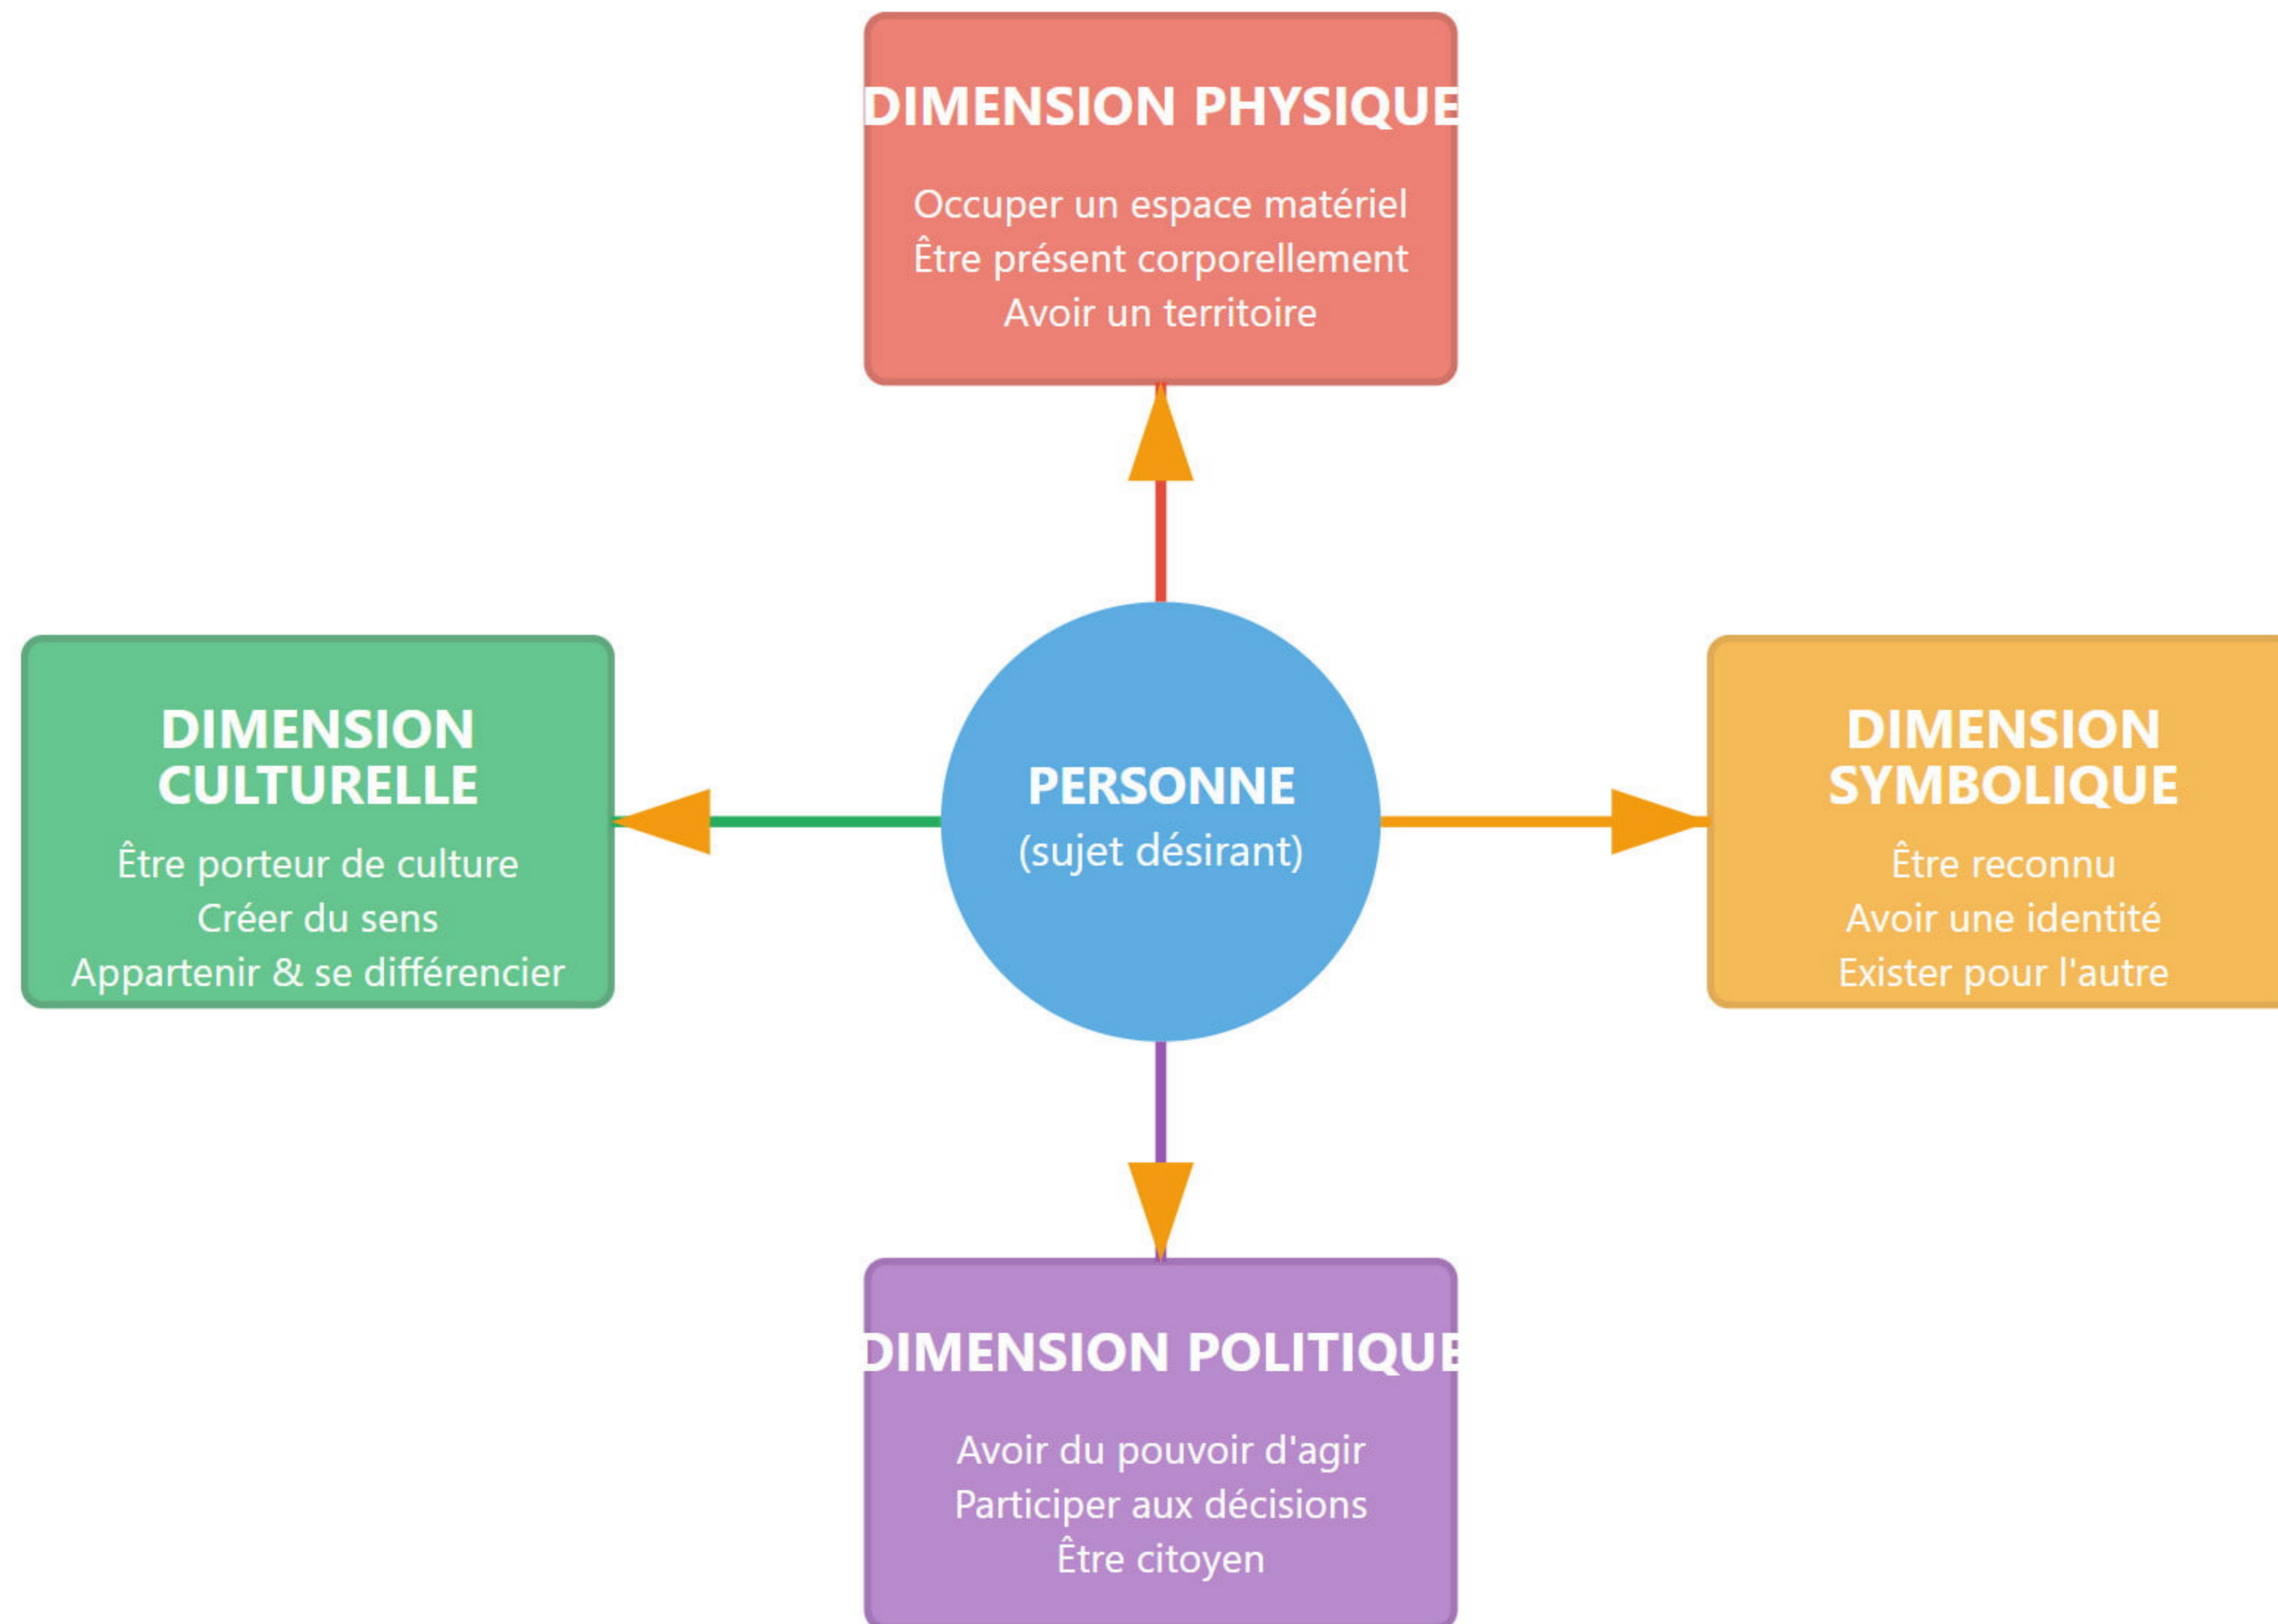 DIMENSION PHYSIQUE
Occuper un espace matériel
Être présent corporellement
Avoir un territoire
DIMENSION
CULTURELLE
Être porteur de culture
Créer du sens
Appartenir & se différencier
PERSONNE
(sujet désirant)
DIMENSION
SYMBOLIQUE
Être reconnu
Avoir une identité
Exister pour l'autre
DIMENSION POLITIQUE
Avoir du pouvoir d'agir
Participer aux décisions
Être citoyen